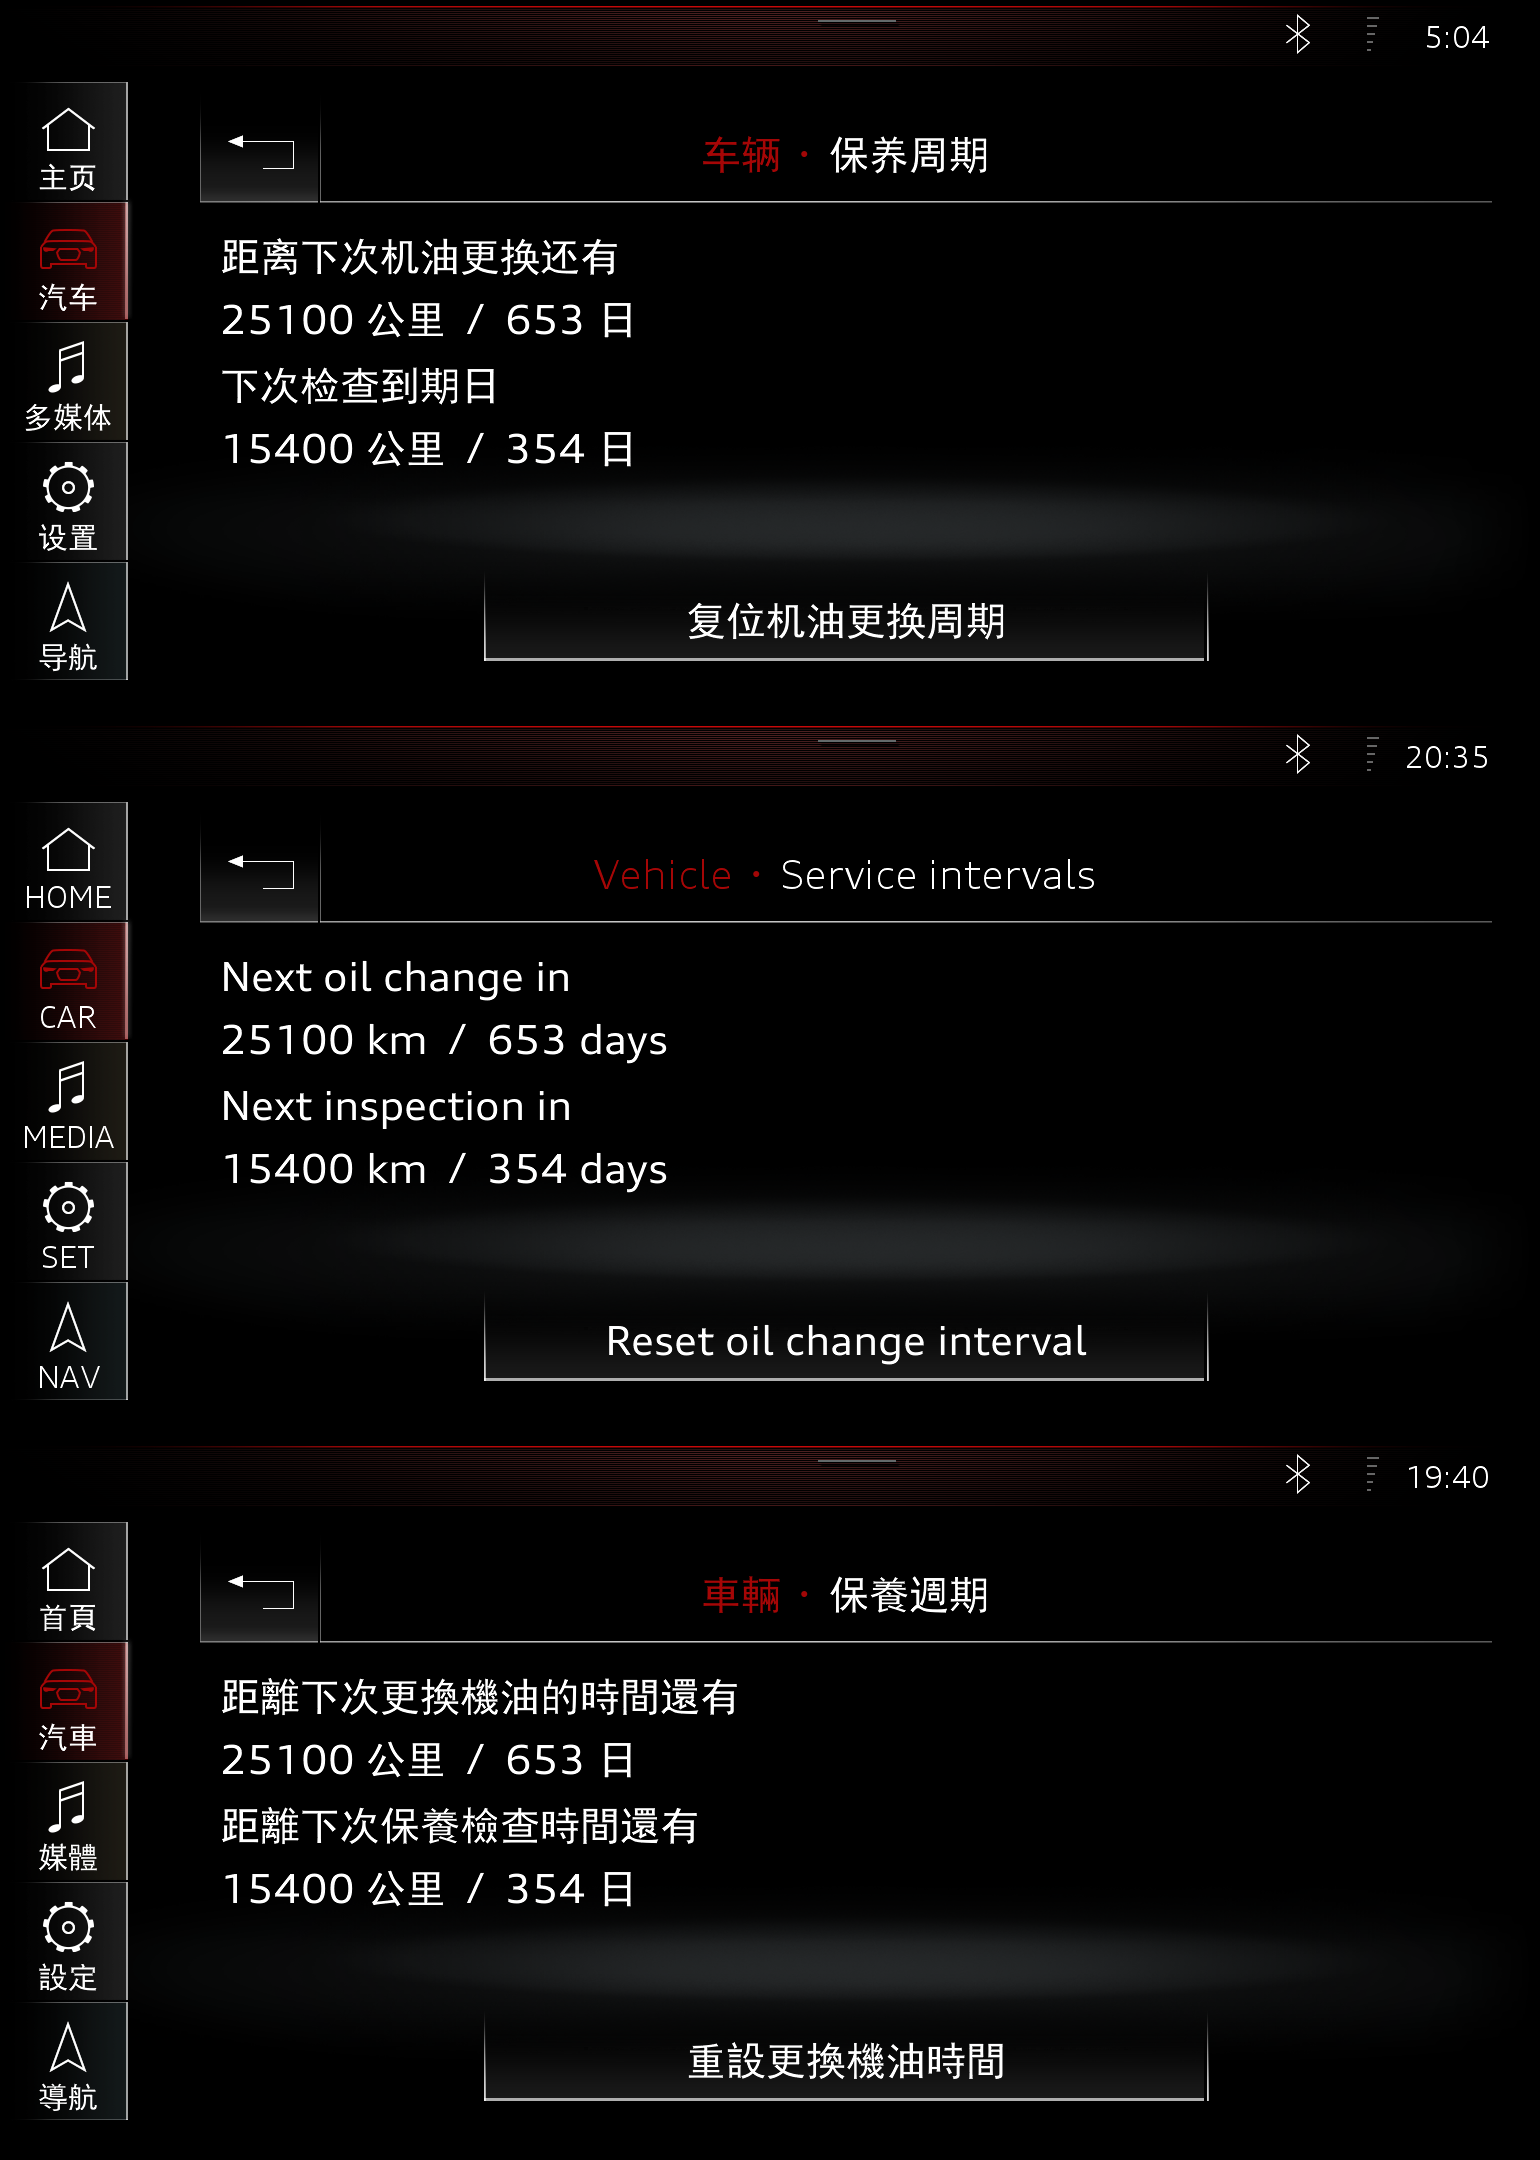 5:04
主页
汽车
多媒体
设置
导航
车辆 · 保养周期
距离下次机油更换还有
25100 公里 / 653 日
下次检查到期日
15400 公里 / 354 日
复位机油更换周期
20:35
HOME
CAR
MEDIA
SET
NAV
Vehicle · Service intervals
Next oil change in
25100 km / 653 days
Next inspection in
15400 km / 354 days
Reset oil change interval
19:40
首頁
汽車
媒體
設定
導航
車輛 · 保養週期
距離下次更換機油的時間還有
25100 公里 / 653 日
距離下次保養檢查時間還有
15400 公里 / 354 日
重設更換機油時間